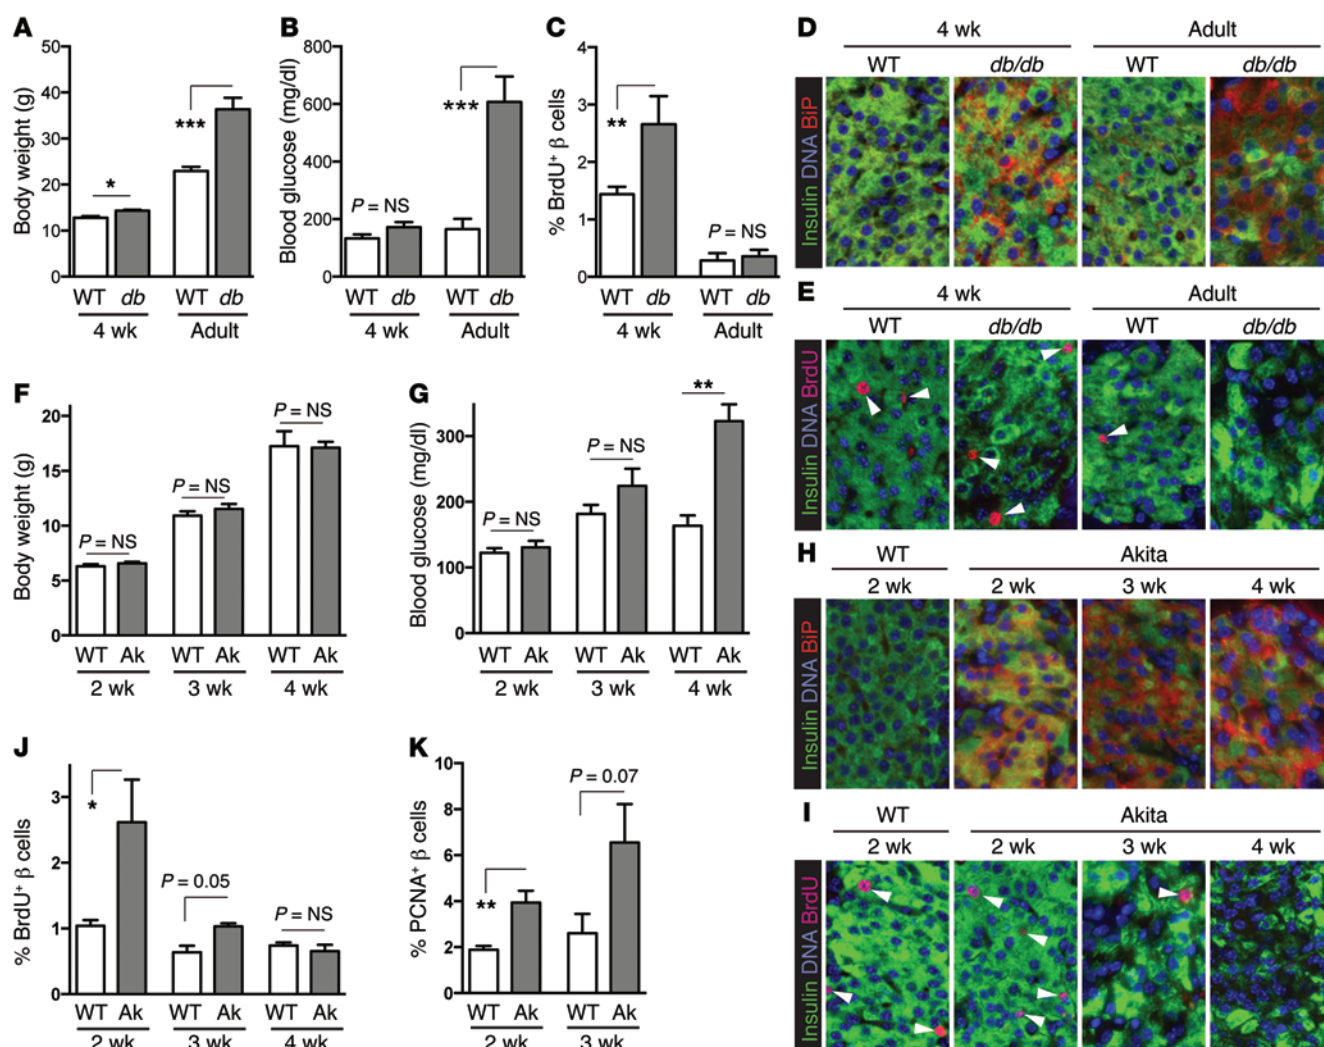 A
Body weight (g)
50
40
30
20
10
0
*
***
WT db WT db
4 wk Adult
B
Blood glucose (mg/dl)
800
600
400
200
0
P = NS
***
WT db WT db
4 wk Adult
C
% BrdU+ β cells
4
3
2
1
0
**
P = NS
WT db WT db
4 wk Adult
D
4 wk Adult
WT db/db WT db/db
Insulin DNA BiP
E
4 wk Adult
WT db/db WT db/db
Insulin DNA BrdU
F
Body weight (g)
20
15
10
5
0
P = NS
P = NS
P = NS
WT Ak WT Ak WT Ak
2 wk 3 wk 4 wk
G
Blood glucose (mg/dl)
300
200
100
0
P = NS
P = NS
**
WT Ak WT Ak WT Ak
2 wk 3 wk 4 wk
H
WT Akita
2 wk 2 wk 3 wk 4 wk
Insulin DNA BiP
J
% BrdU+ β cells
3
2
1
0
*
P = 0.05
P = NS
WT Ak WT Ak WT Ak
2 wk 3 wk 4 wk
K
% PCNA+ β cells
10
8
6
4
2
0
**
P = 0.07
WT Ak WT Ak
2 wk 3 wk
I
WT Akita
2 wk 2 wk 3 wk 4 wk
Insulin DNA BrdU